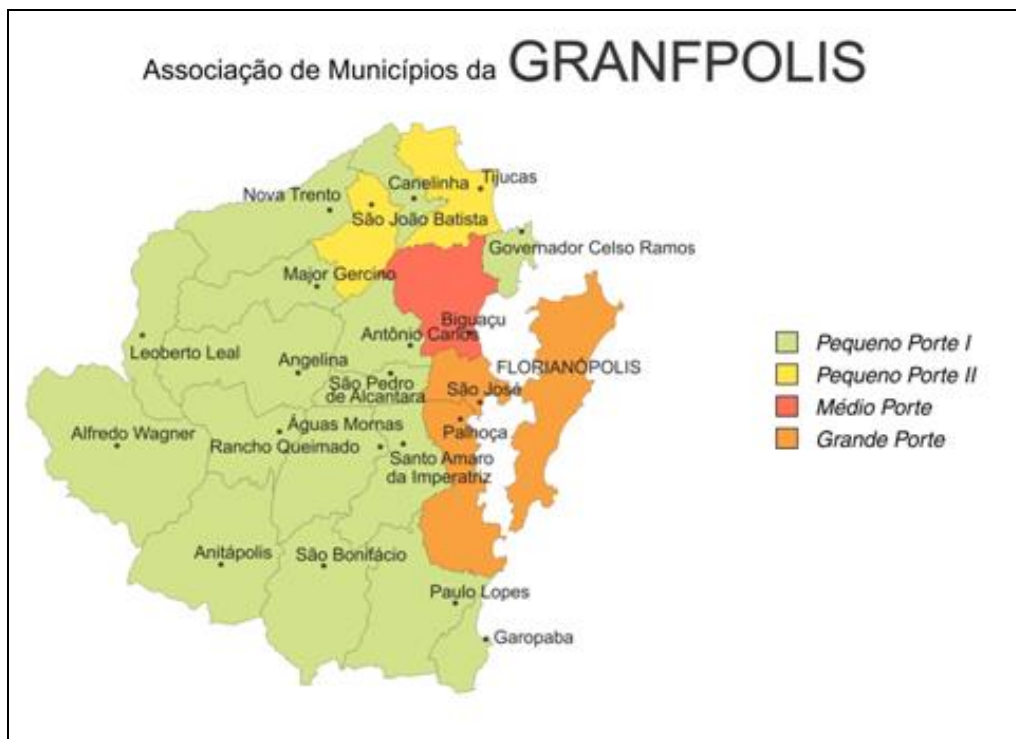 Associação de Municípios da GRANFPOLIS
Canelinha
Tijucas
Nova Trento
São João Batista
Governador Celso Ramos
Major Gercino
Biguaçu
Antônio Carlos
Leoberto Leal
Angelina
FLORIANÓPOLIS
São Pedro
de Alcantara
São José
Águas Mornas
Palhoça
Alfredo Wagner
Rancho Queimado
Santo Amaro
da Imperatriz
Anitápolis
São Bonifácio
Paulo Lopes
Garopaba
Pequeno Porte I
Pequeno Porte II
Médio Porte
Grande Porte